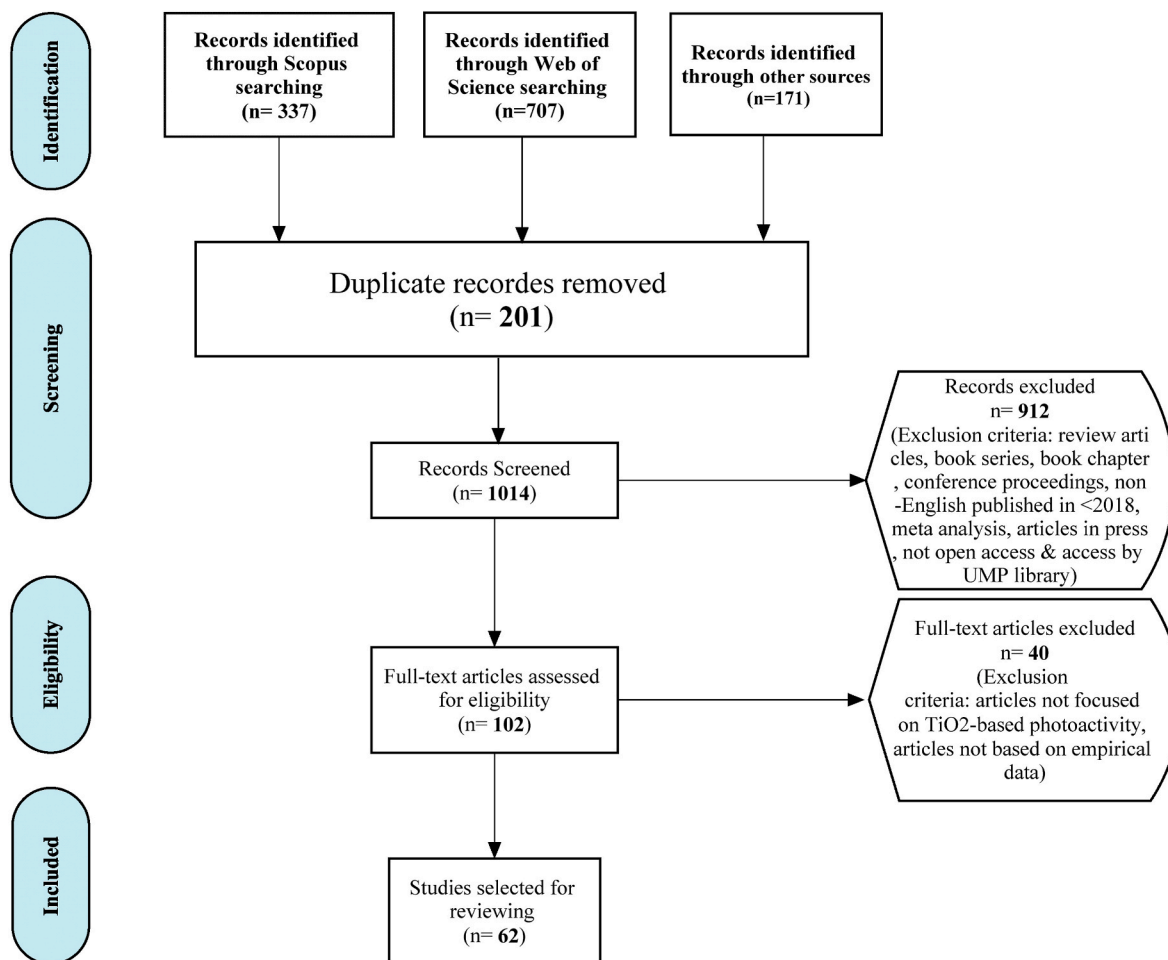 Identification
Records identified
through Scopus
searching
(n= 337)
Records identified
through Web of
Science searching
(n=707)
Records identified
through other sources
(n=171)
Screening
Duplicate recordes removed
(n= 201)
Records Screened
(n= 1014)
Records excluded
n= 912
(Exclusion criteria: review arti
cles, book series, book chapter
, conference proceedings, non
-English published in <2018,
meta analysis, articles in press
, not open access & access by
UMP library)
Eligibility
Full-text articles assessed
for eligibility
(n= 102)
Full-text articles excluded
n= 40
(Exclusion
criteria: articles not focused
on TiO2-based photoactivity,
articles not based on empirical
data)
Included
Studies selected for
reviewing
(n= 62)